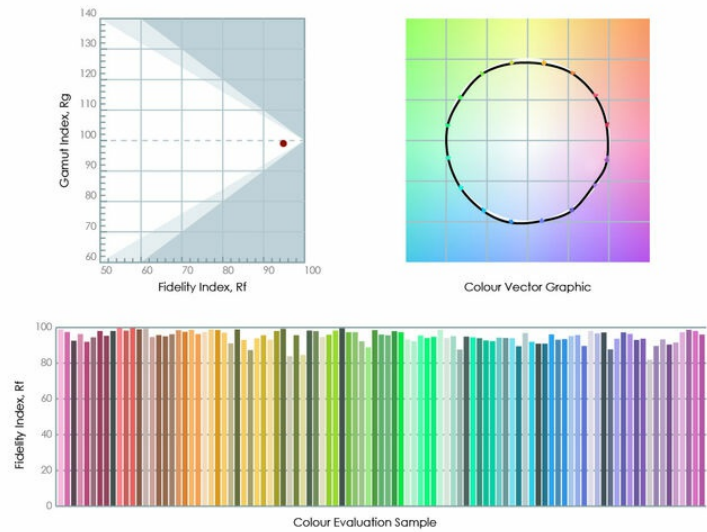 140
130
120
110
100
90
80
70
60
Gamut Index, Rg
50 60 70 80 90 100
Fidelity Index, Rf
Colour Vector Graphic
100
80
60
40
20
0
Fidelity Index, Rf
Colour Evaluation Sample